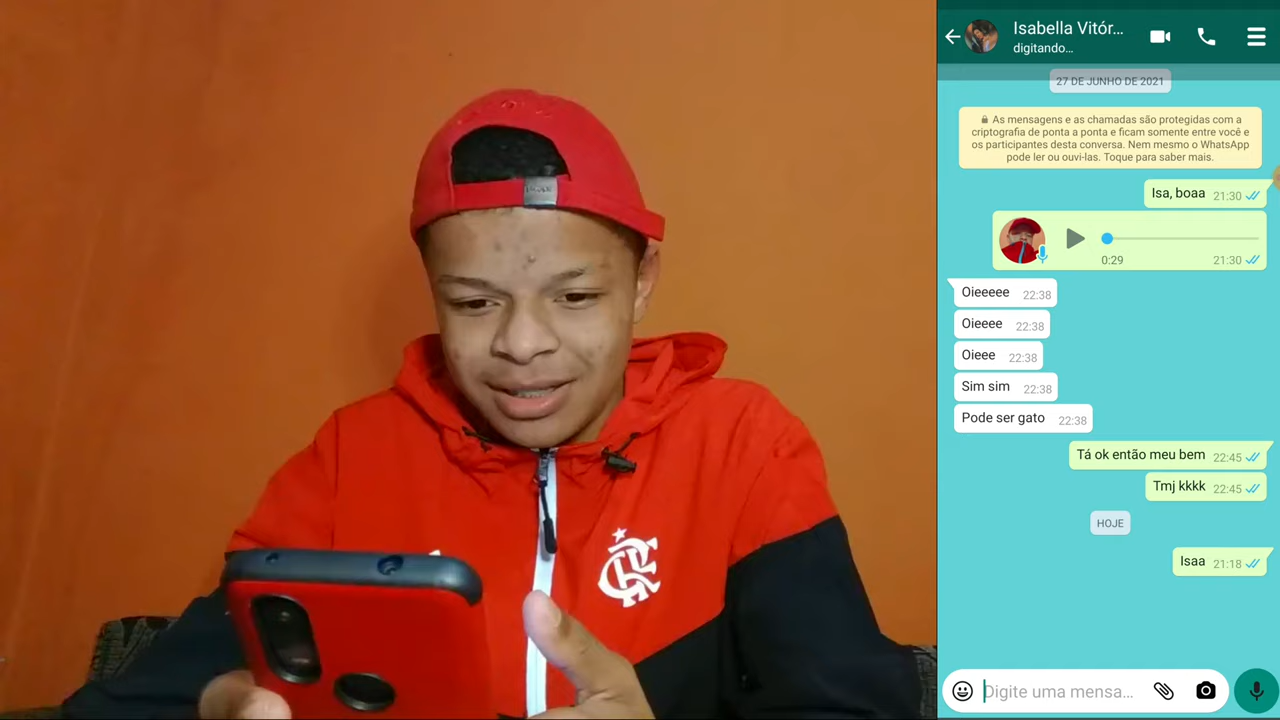 Isabella Vitór...
digitando...
27 DE JUNHO DE 2021
As mensagens e as chamadas são protegidas com a
criptografia de ponta a ponta e ficam somente entre você e
os participantes desta conversa. Nem mesmo o WhatsApp
pode ler ou ouvi-las. Toque para saber mais.
Isa, boaa 21:30
0:29 21:30
Oieeeee 22:38
Oieeee 22:38
Oieee 22:38
Sim sim 22:38
Pode ser gato 22:38
Tá ok então meu bem 22:45
Tmj kkkk 22:45
HOJE
Isaa 21:18
Digite uma mensa...
CRF